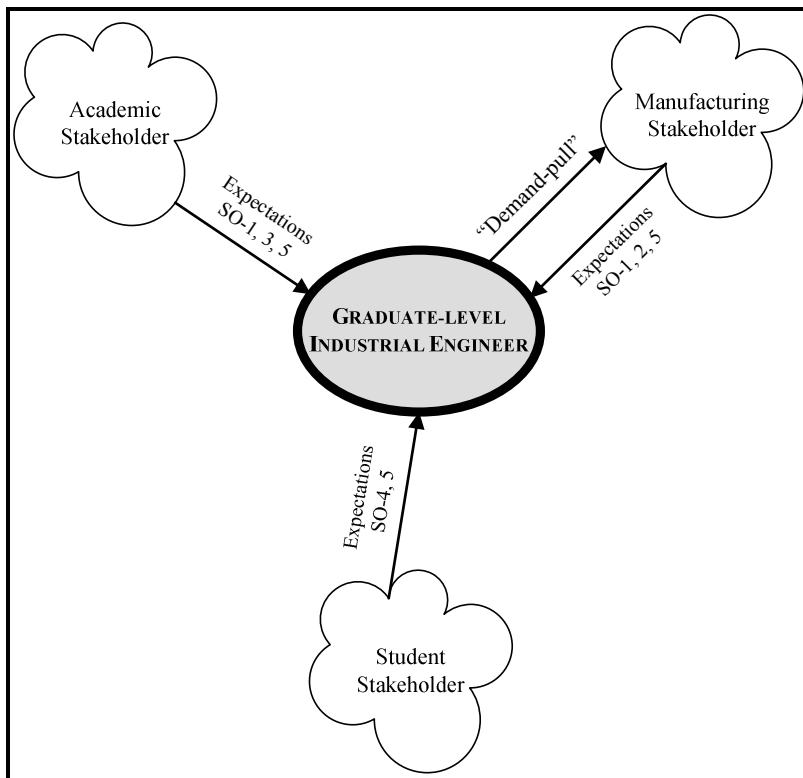 Academic
Stakeholder
Manufacturing
Stakeholder
Expectations
SO-1, 3, 5
“Demand-pull”
Expectations
SO-1, 2, 5
GRADUATE-LEVEL
INDUSTRIAL ENGINEER
Expectations
SO-4, 5
Student
Stakeholder